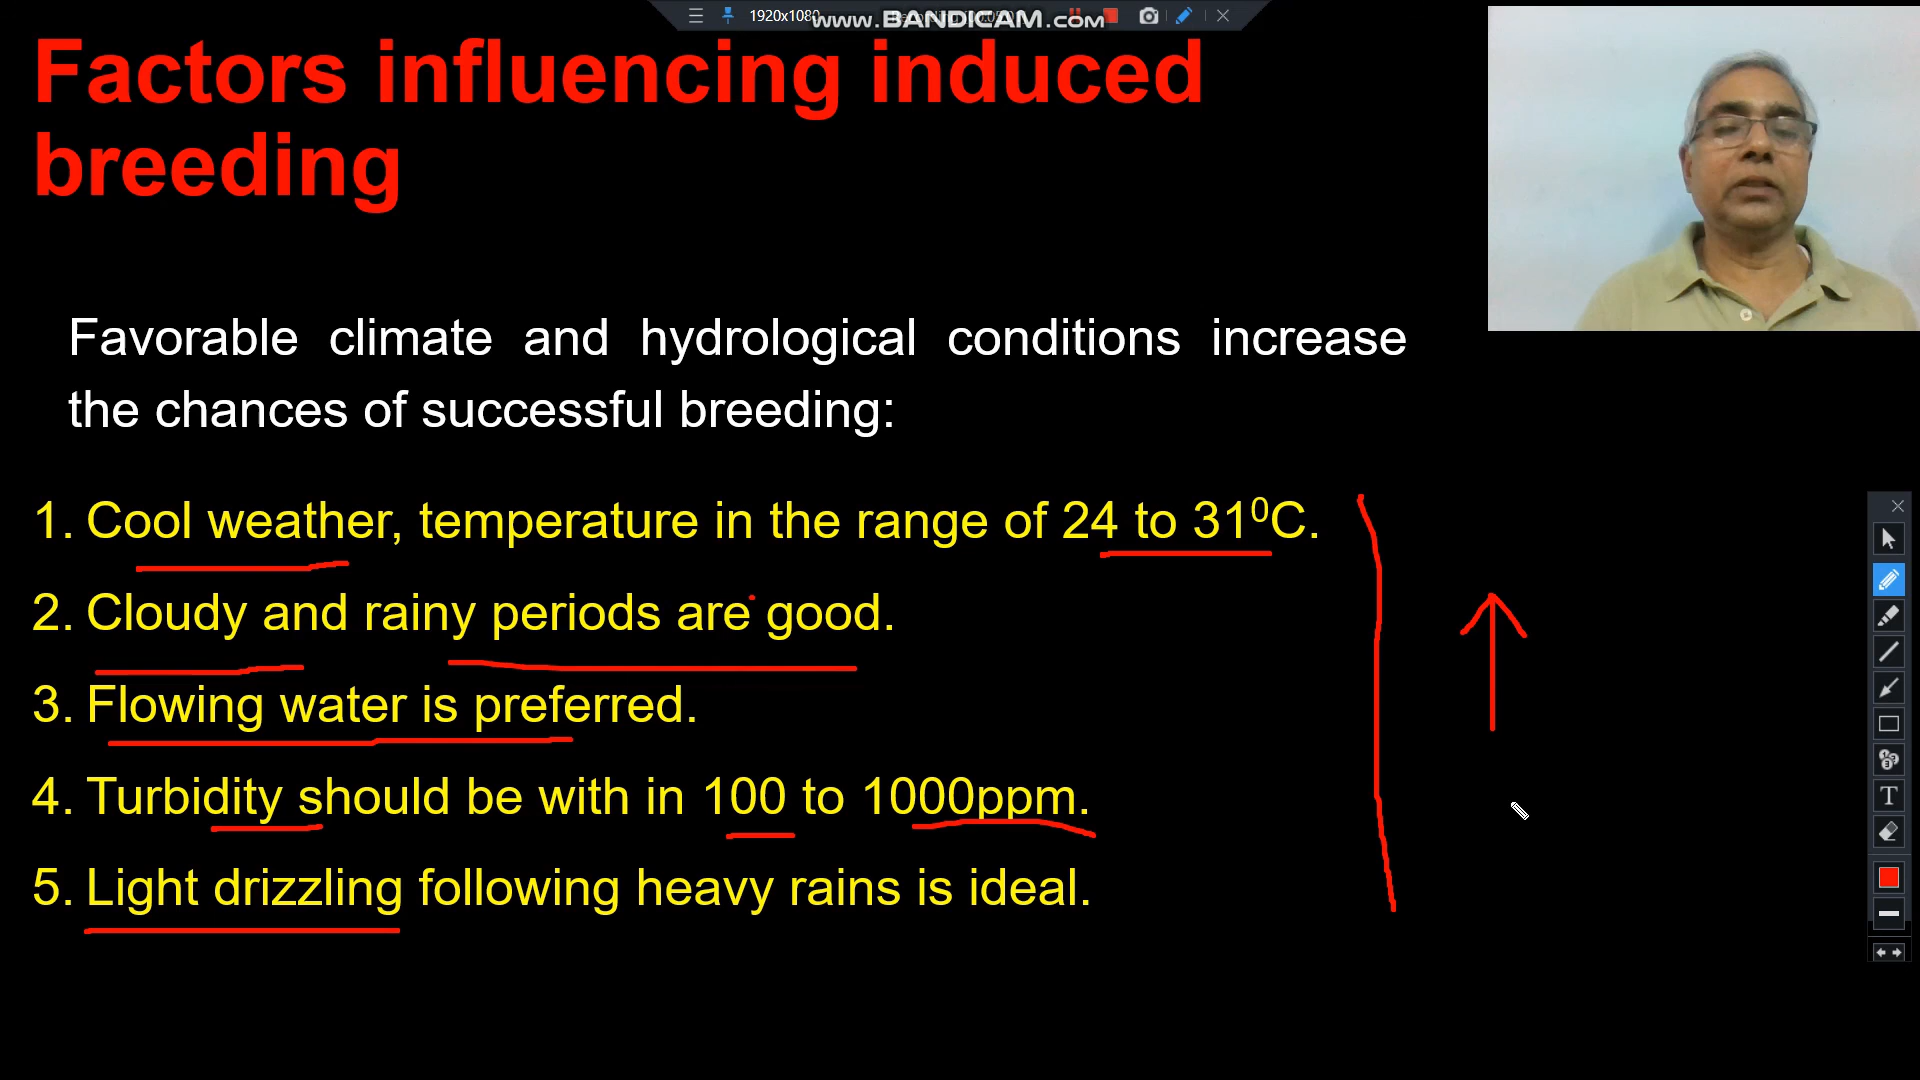 1920x1080
www.BANDICAM.com
Factors influencing induced
breeding
Favorable climate and hydrological conditions increase
the chances of successful breeding:
1. Cool weather, temperature in the range of 24 to 31⁰C.
2. Cloudy and rainy periods are good.
3. Flowing water is preferred.
4. Turbidity should be with in 100 to 1000ppm.
5. Light drizzling following heavy rains is ideal.
T